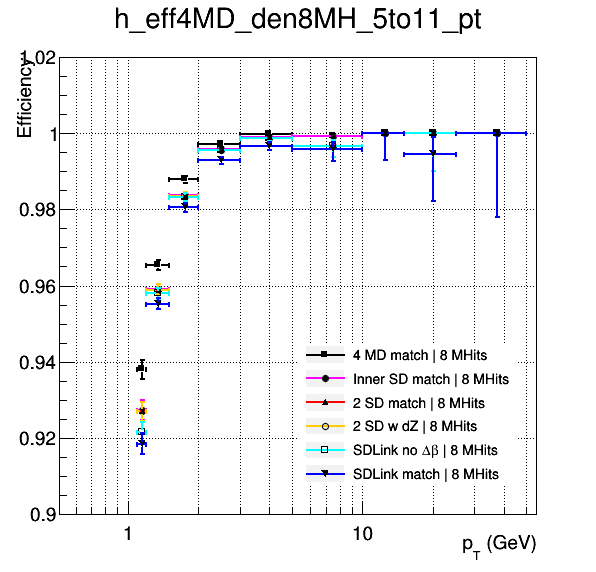 h_eff4MD_den8MH_5to11_pt
Efficiency
1.02
1
0.98
0.96
0.94
0.92
0.9
4 MD match | 8 MHits
Inner SD match | 8 MHits
2 SD match | 8 MHits
2 SD w dZ | 8 MHits
SDLink no Δβ | 8 MHits
SDLink match | 8 MHits
1
10
p_T (GeV)